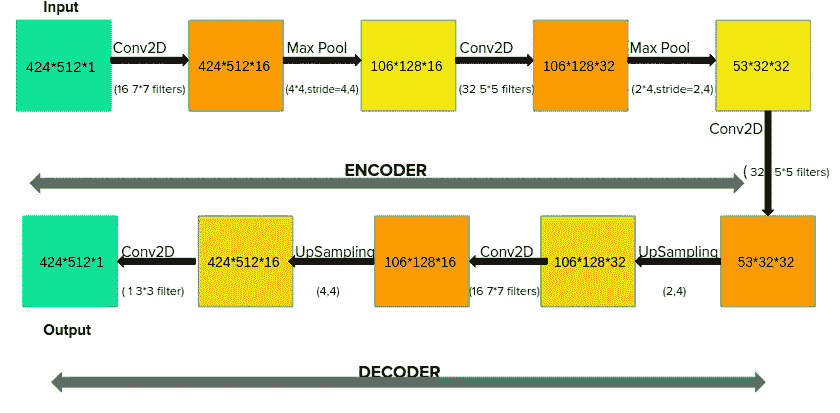 Input
Conv2D
Max Pool
Conv2D
Max Pool
424*512*1
424*512*16
106*128*16
106*128*32
53*32*32
(16 7*7 filters)
(4*4,stride=4,4)
(32 5*5 filters)
(2*4,stride=2,4)
Conv2D
ENCODER
( 32 5*5 filters)
Conv2D
UpSampling
Conv2D
UpSampling
424*512*1
424*512*16
106*128*16
106*128*32
53*32*32
( 1 3*3 filter)
(4,4)
(16 7*7 filters)
(2,4)
Output
DECODER